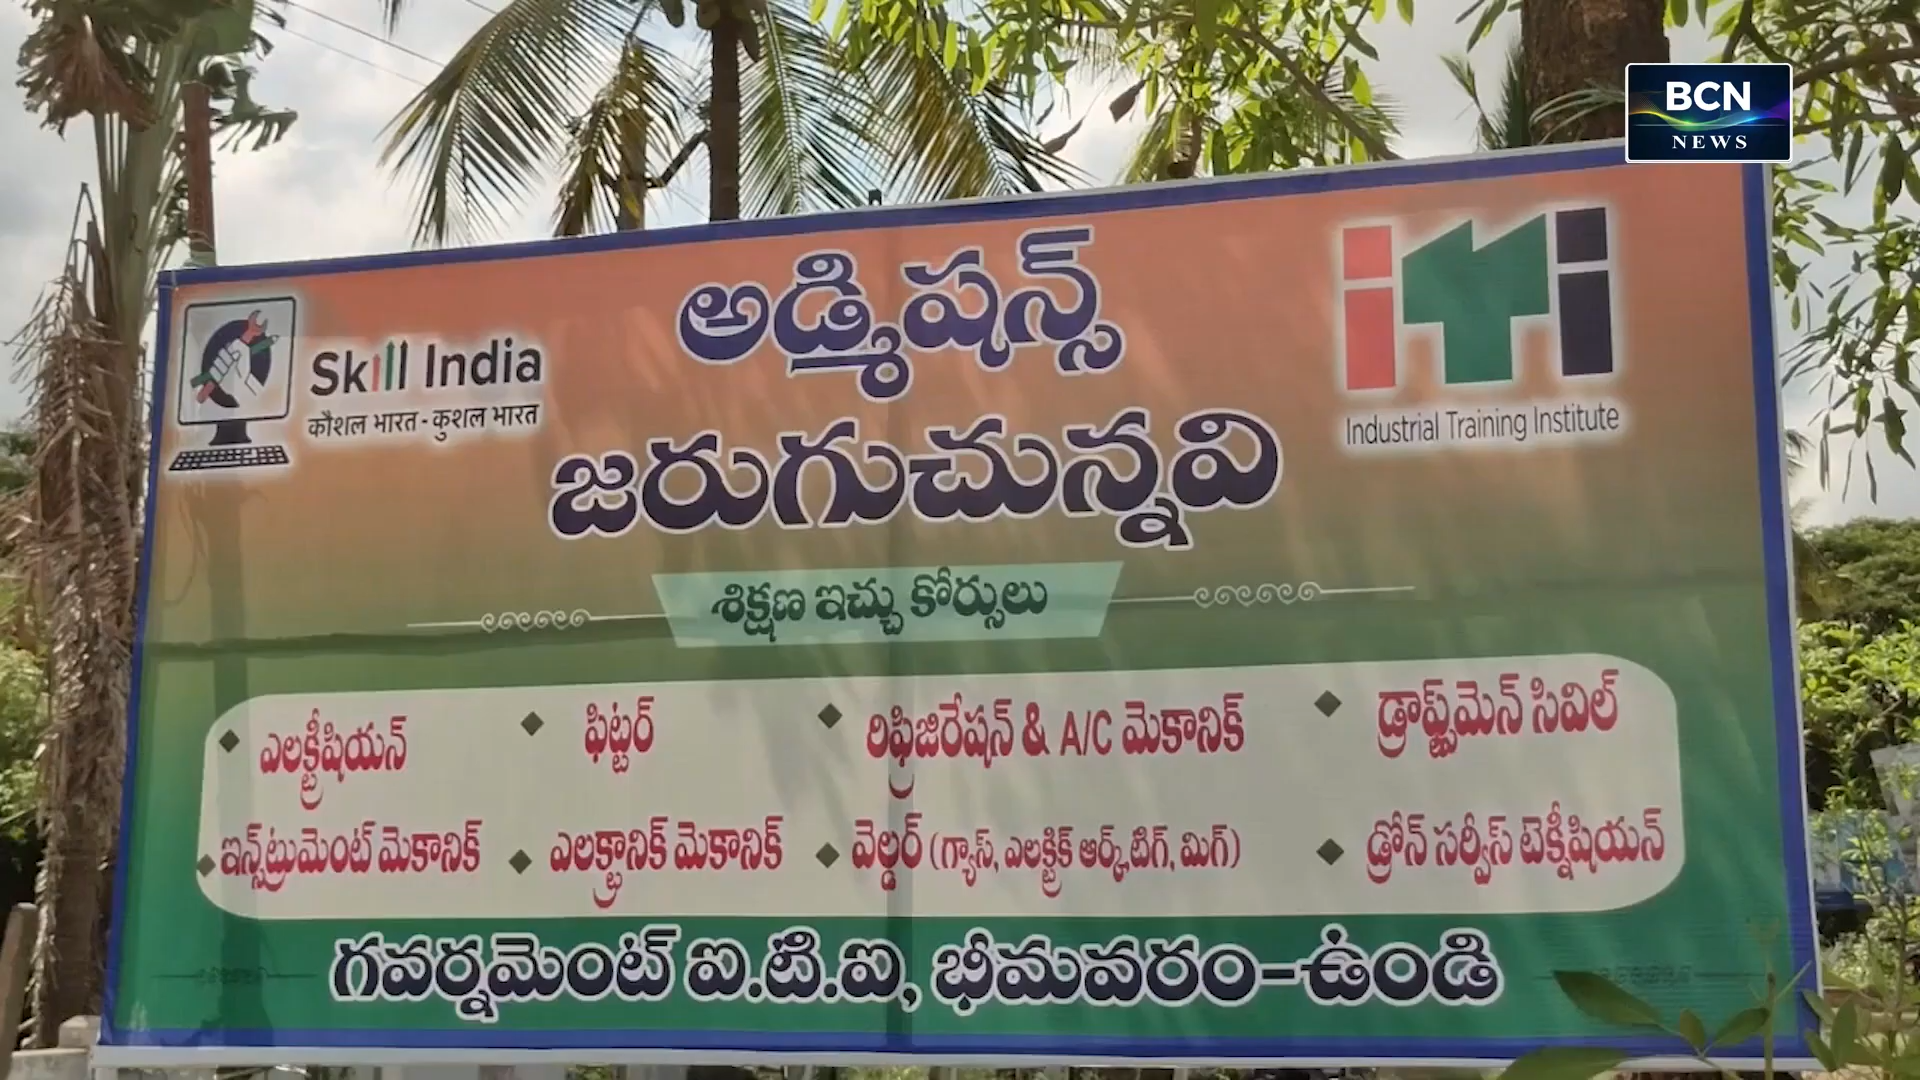 BCN
NEWS
అడ్మిషన్స్
జరుగుచున్నవి
Skill India
कौशल भारत - कुशल भारत
iTi
Industrial Training Institute
శిక్షణ ఇచ్చు కోర్సులు
ఎలక్ట్రీషియన్
ఫిట్టర్
రిఫ్రిజిరేషన్ & A/C మెకానిక్
డ్రాఫ్ట్స్‌మెన్ సివిల్
ఇన్స్‌ట్రుమెంట్ మెకానిక్
ఎలక్ట్రానిక్ మెకానిక్
వెల్డర్ (గ్యాస్, ఎలక్ట్రిక్ ఆర్క్,టిగ్, మిగ్)
డ్రోన్ సర్వీస్ టెక్నీషియన్
గవర్నమెంట్ ఐ.టి.ఐ, భీమవరం-ఉండి